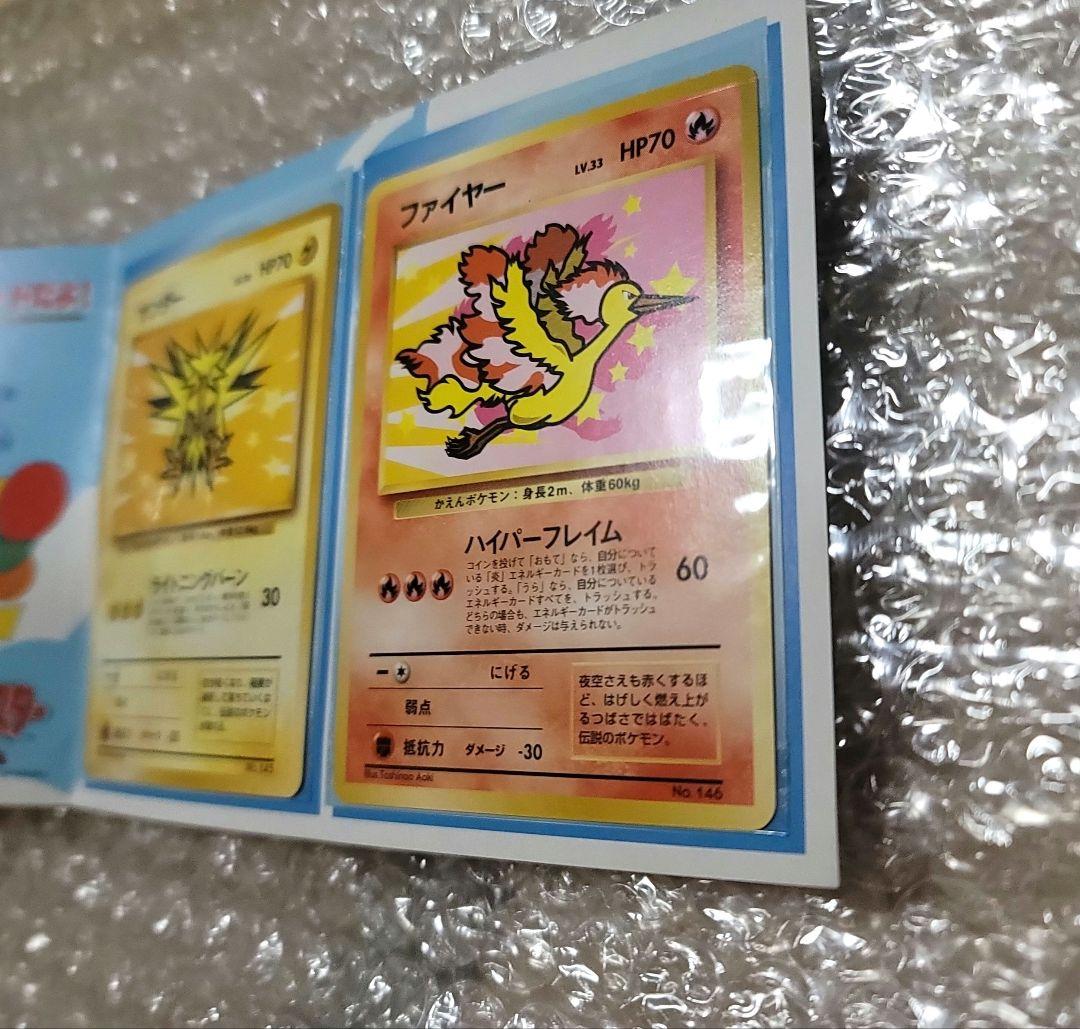 HP70
ライトニングバーン
30
No.145
ファイヤー
LV.33 HP70
かえんポケモン：身長2m、体重60kg
ハイパーフレイム
60
コインを投げて「おもて」なら、自分について
いる「炎」エネルギーカードを1枚選び、トラ
ッシュする。「うら」なら、自分についている
エネルギーカードすべてを、トラッシュする。
どちらの場合も、エネルギーカードがトラッシュ
できない時、ダメージは与えられない。
にげる
弱点
抵抗力 ダメージ -30
夜空さえも赤くするほ
ど、はげしく燃え上が
るつばさではばたく、
伝説のポケモン。
Illus.Toshinao Aoki
No.146